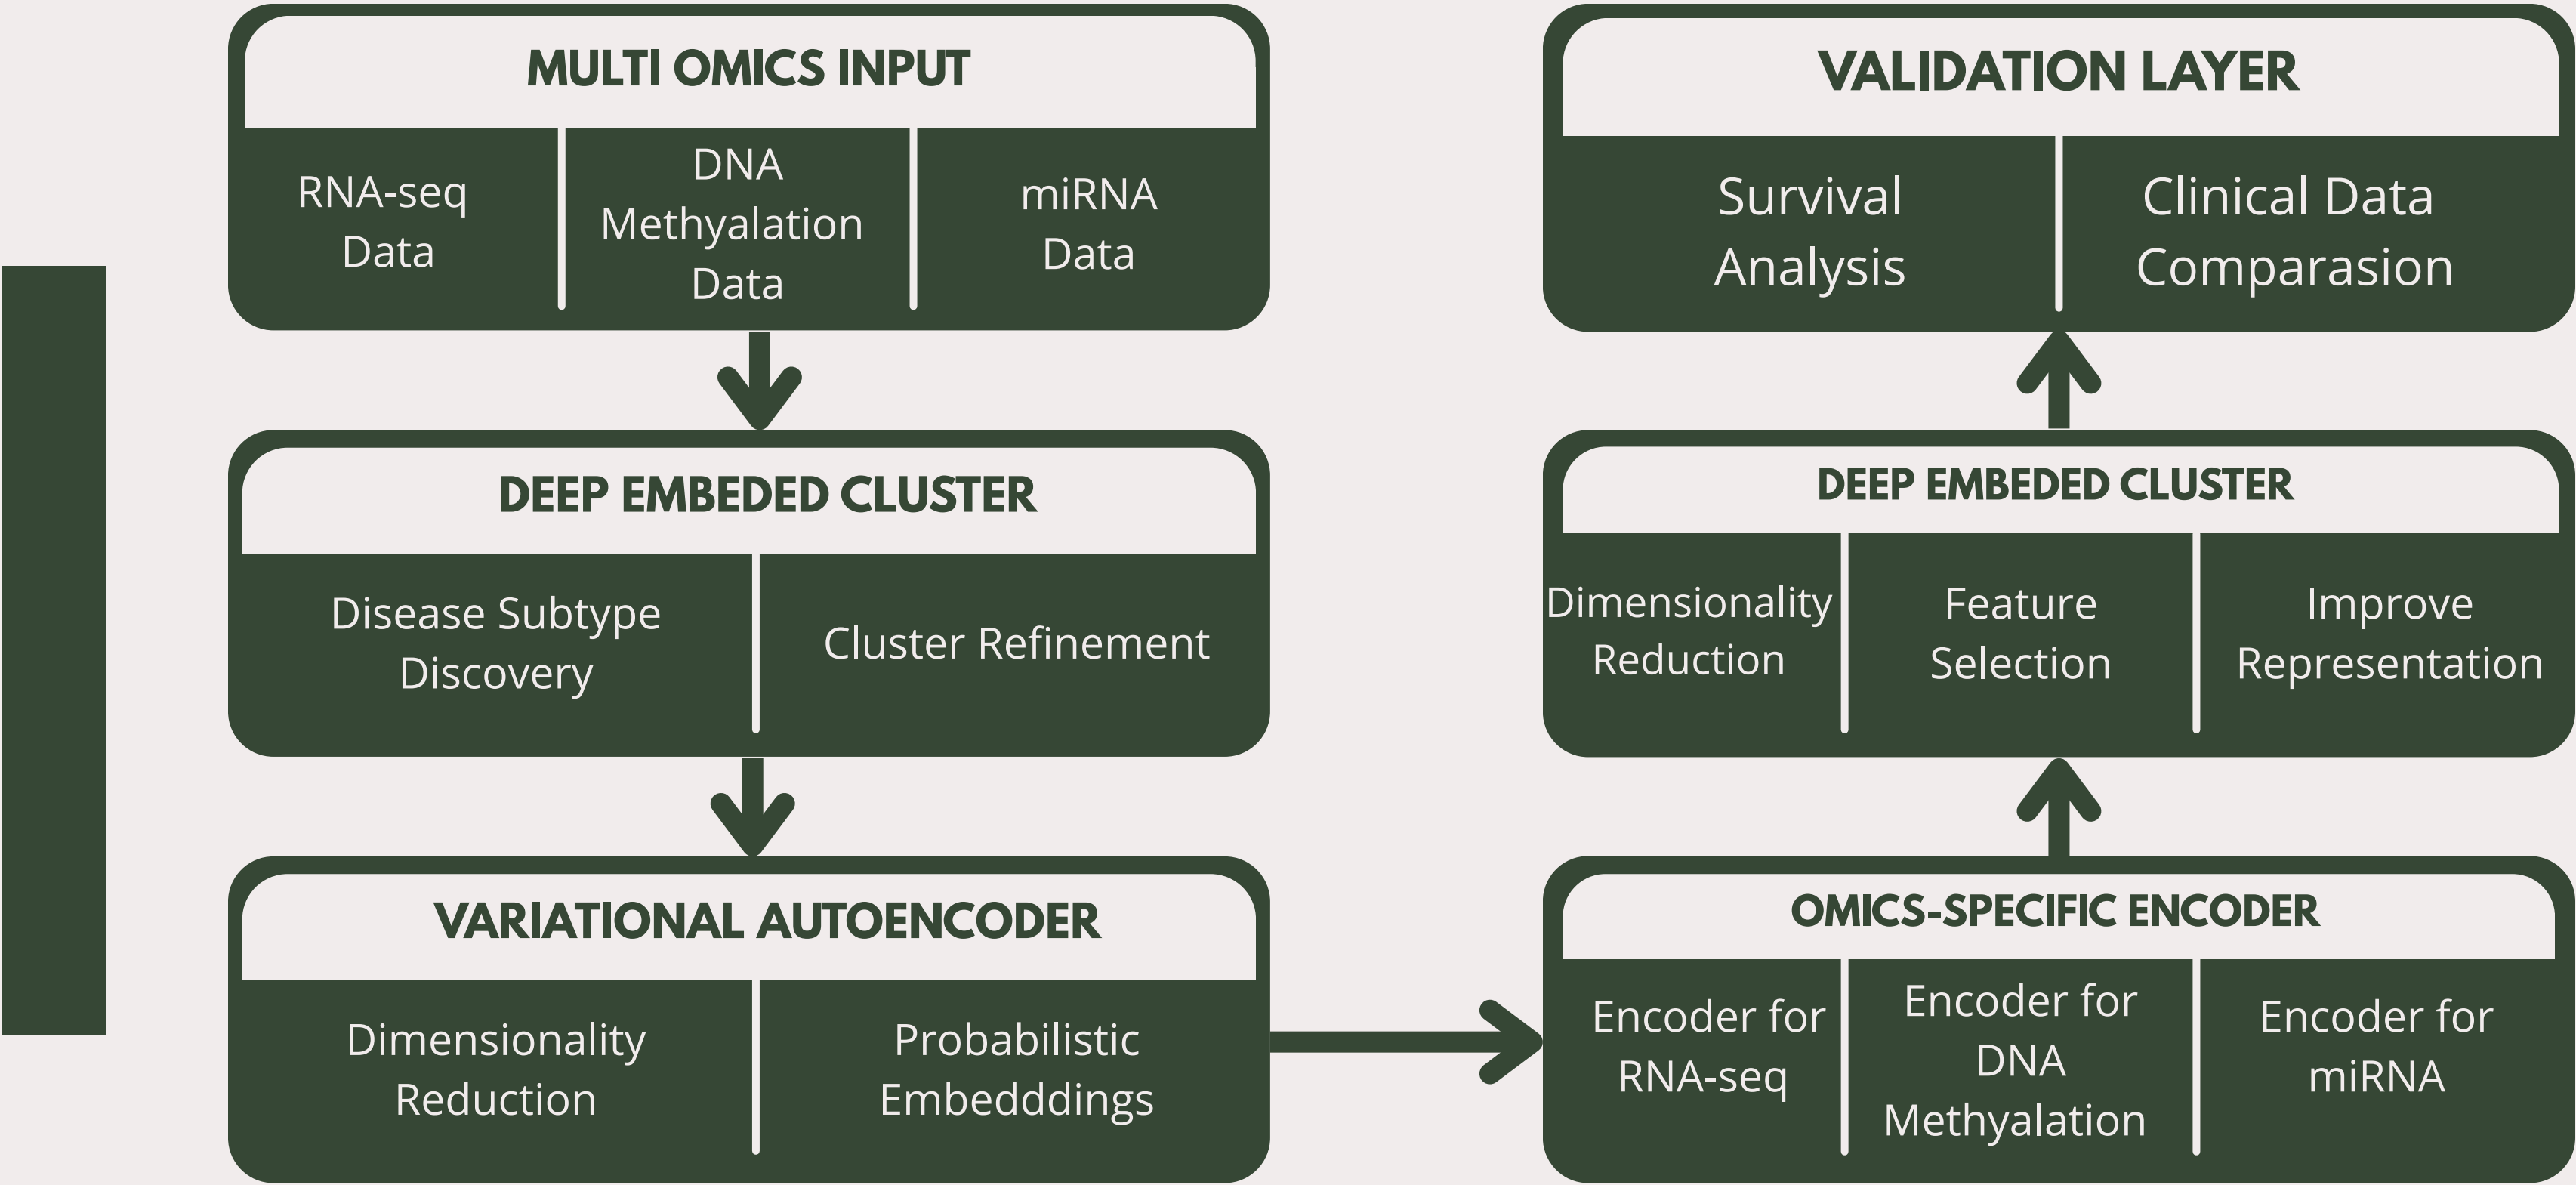 MULTI OMICS INPUT
RNA-seq
Data
DNA
Methyalation
Data
miRNA
Data
DEEP EMBEDED CLUSTER
Disease Subtype
Discovery
Cluster Refinement
VARIATIONAL AUTOENCODER
Dimensionality
Reduction
Probabilistic
Embedddings
OMICS-SPECIFIC ENCODER
Encoder for
RNA-seq
Encoder for
DNA
Methyalation
Encoder for
miRNA
DEEP EMBEDED CLUSTER
Dimensionality
Reduction
Feature
Selection
Improve
Representation
VALIDATION LAYER
Survival
Analysis
Clinical Data
Comparasion